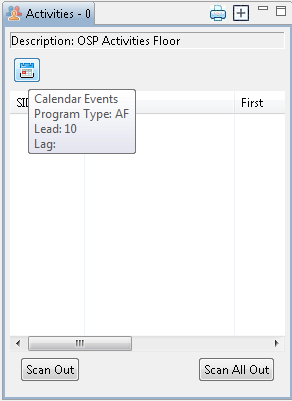 Activities - 0
Description: OSP Activities Floor
SID
First
Calendar Events
Program Type: AF
Lead: 10
Lag:
Scan Out
Scan All Out